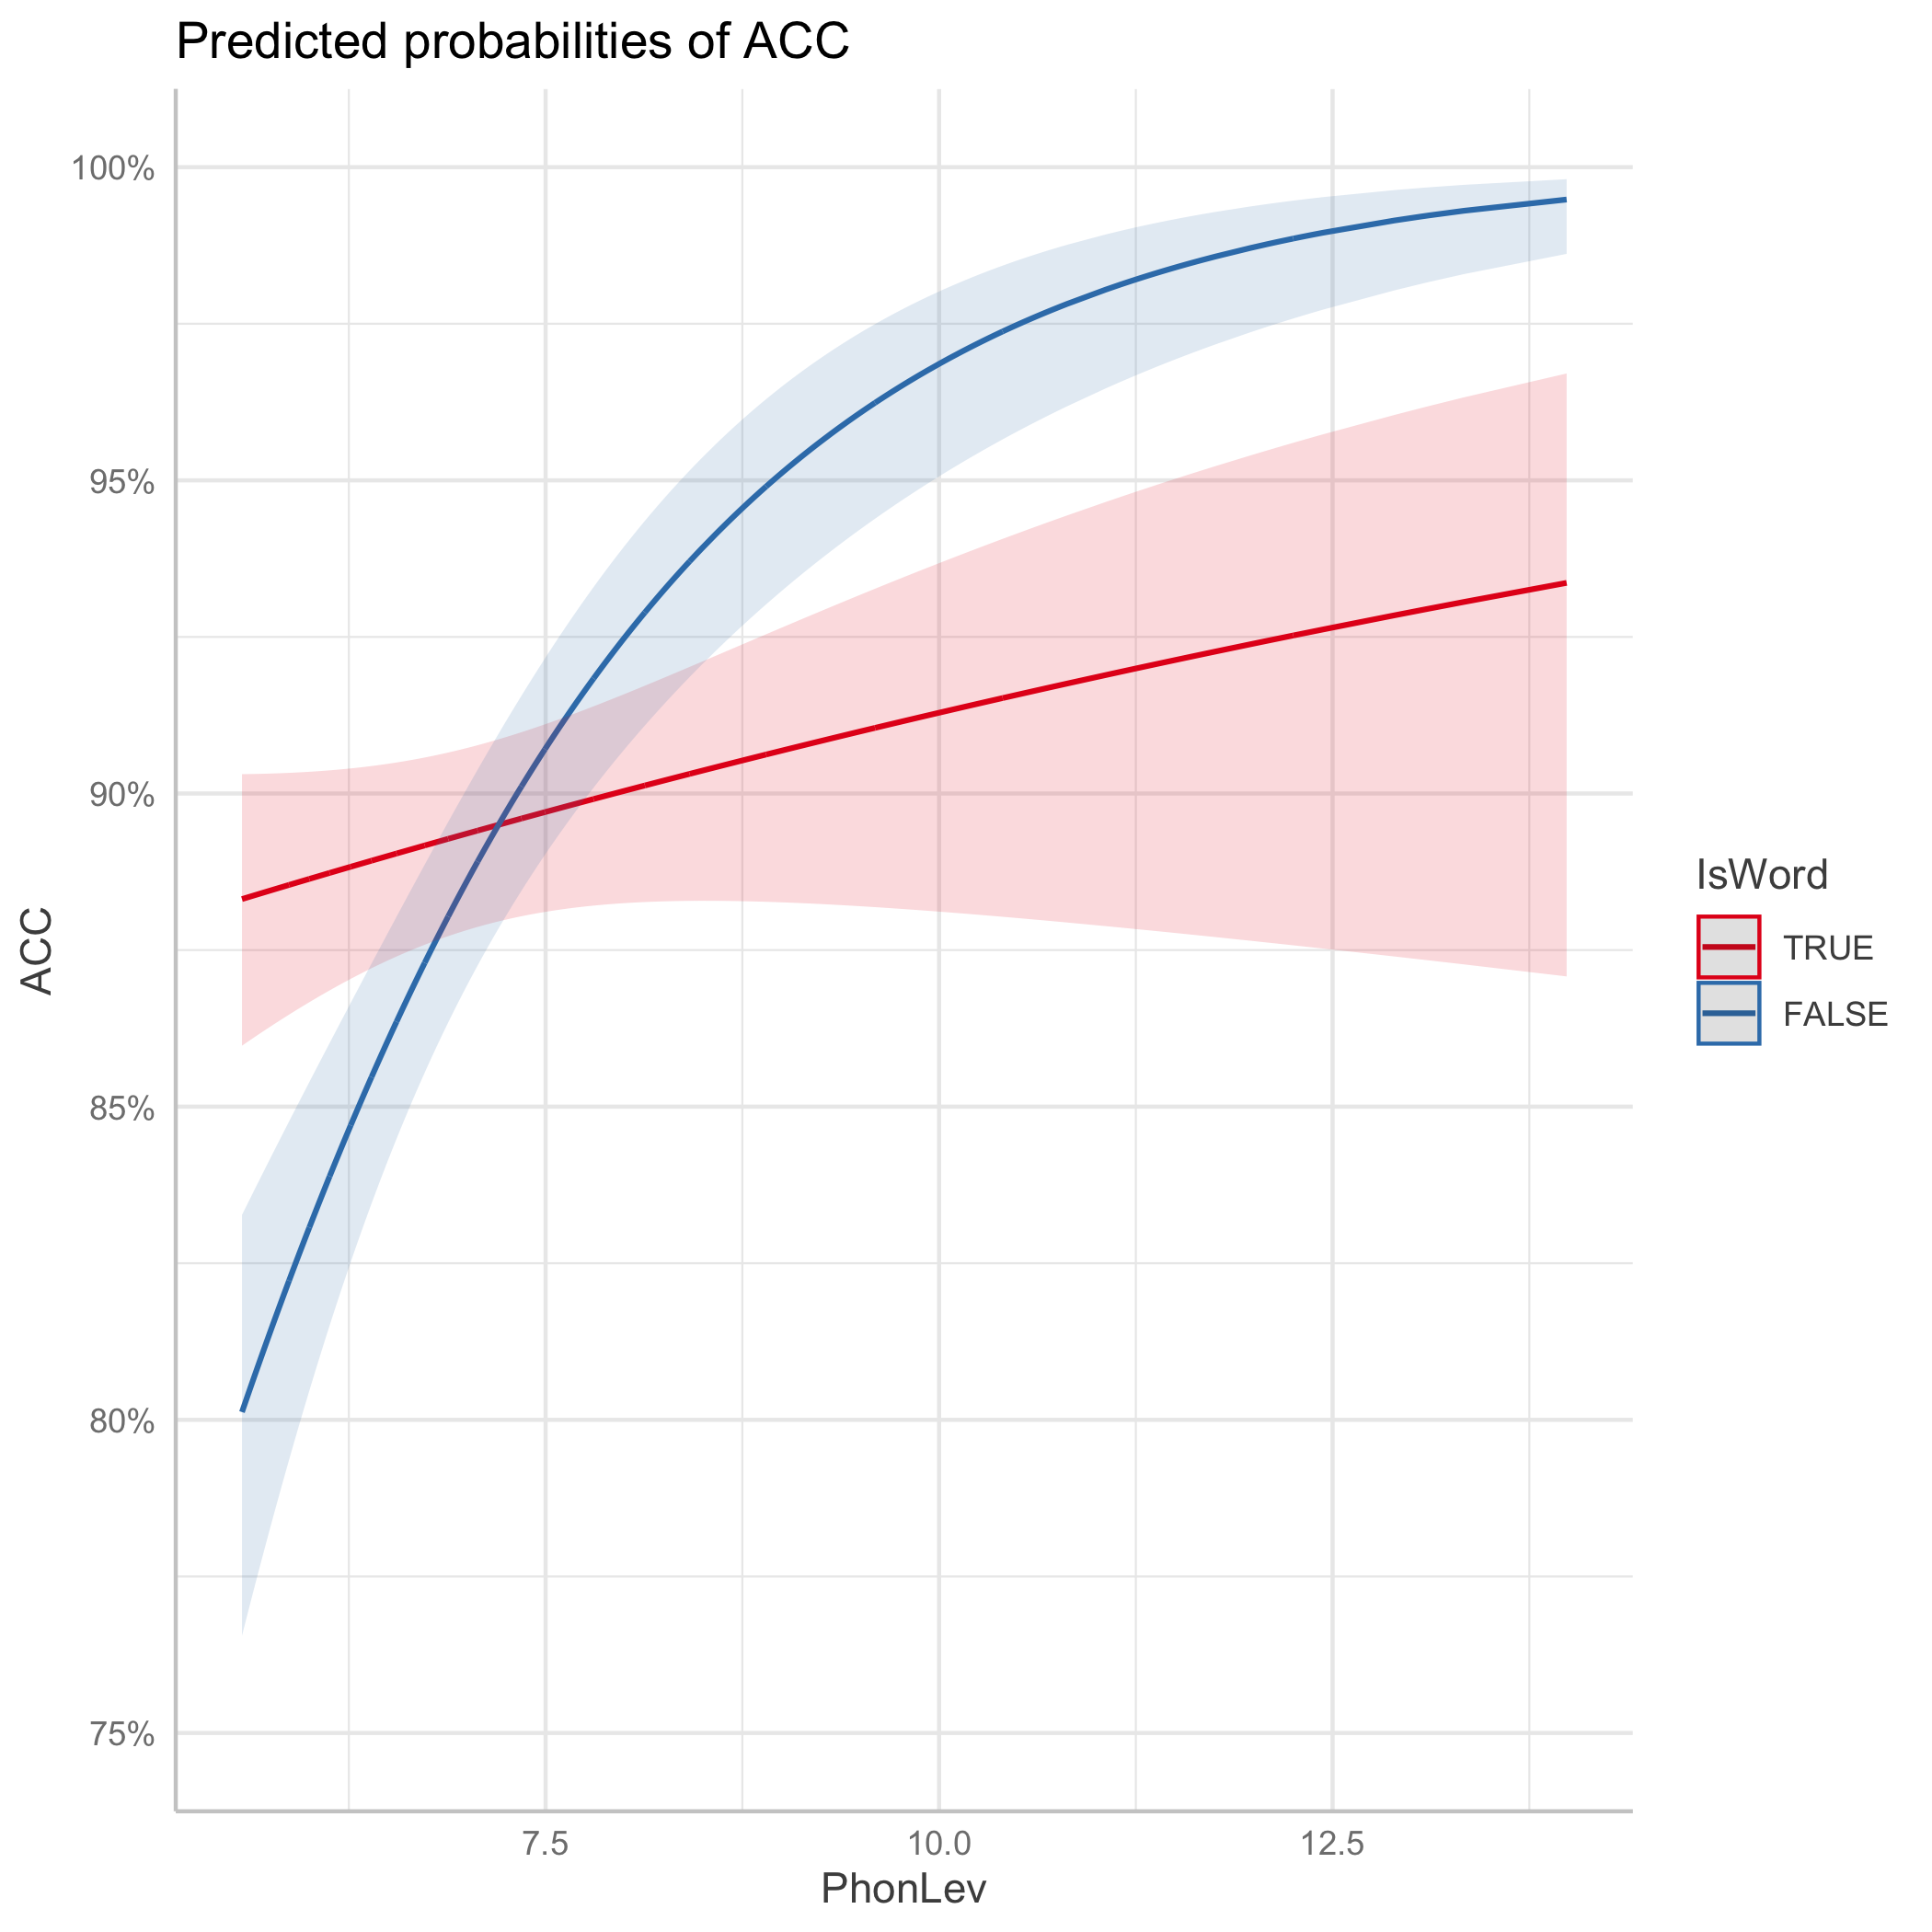 Predicted probabilities of ACC
100%
95%
90%
85%
80%
75%
ACC
7.5
10.0
12.5
PhonLev
IsWord
TRUE
FALSE